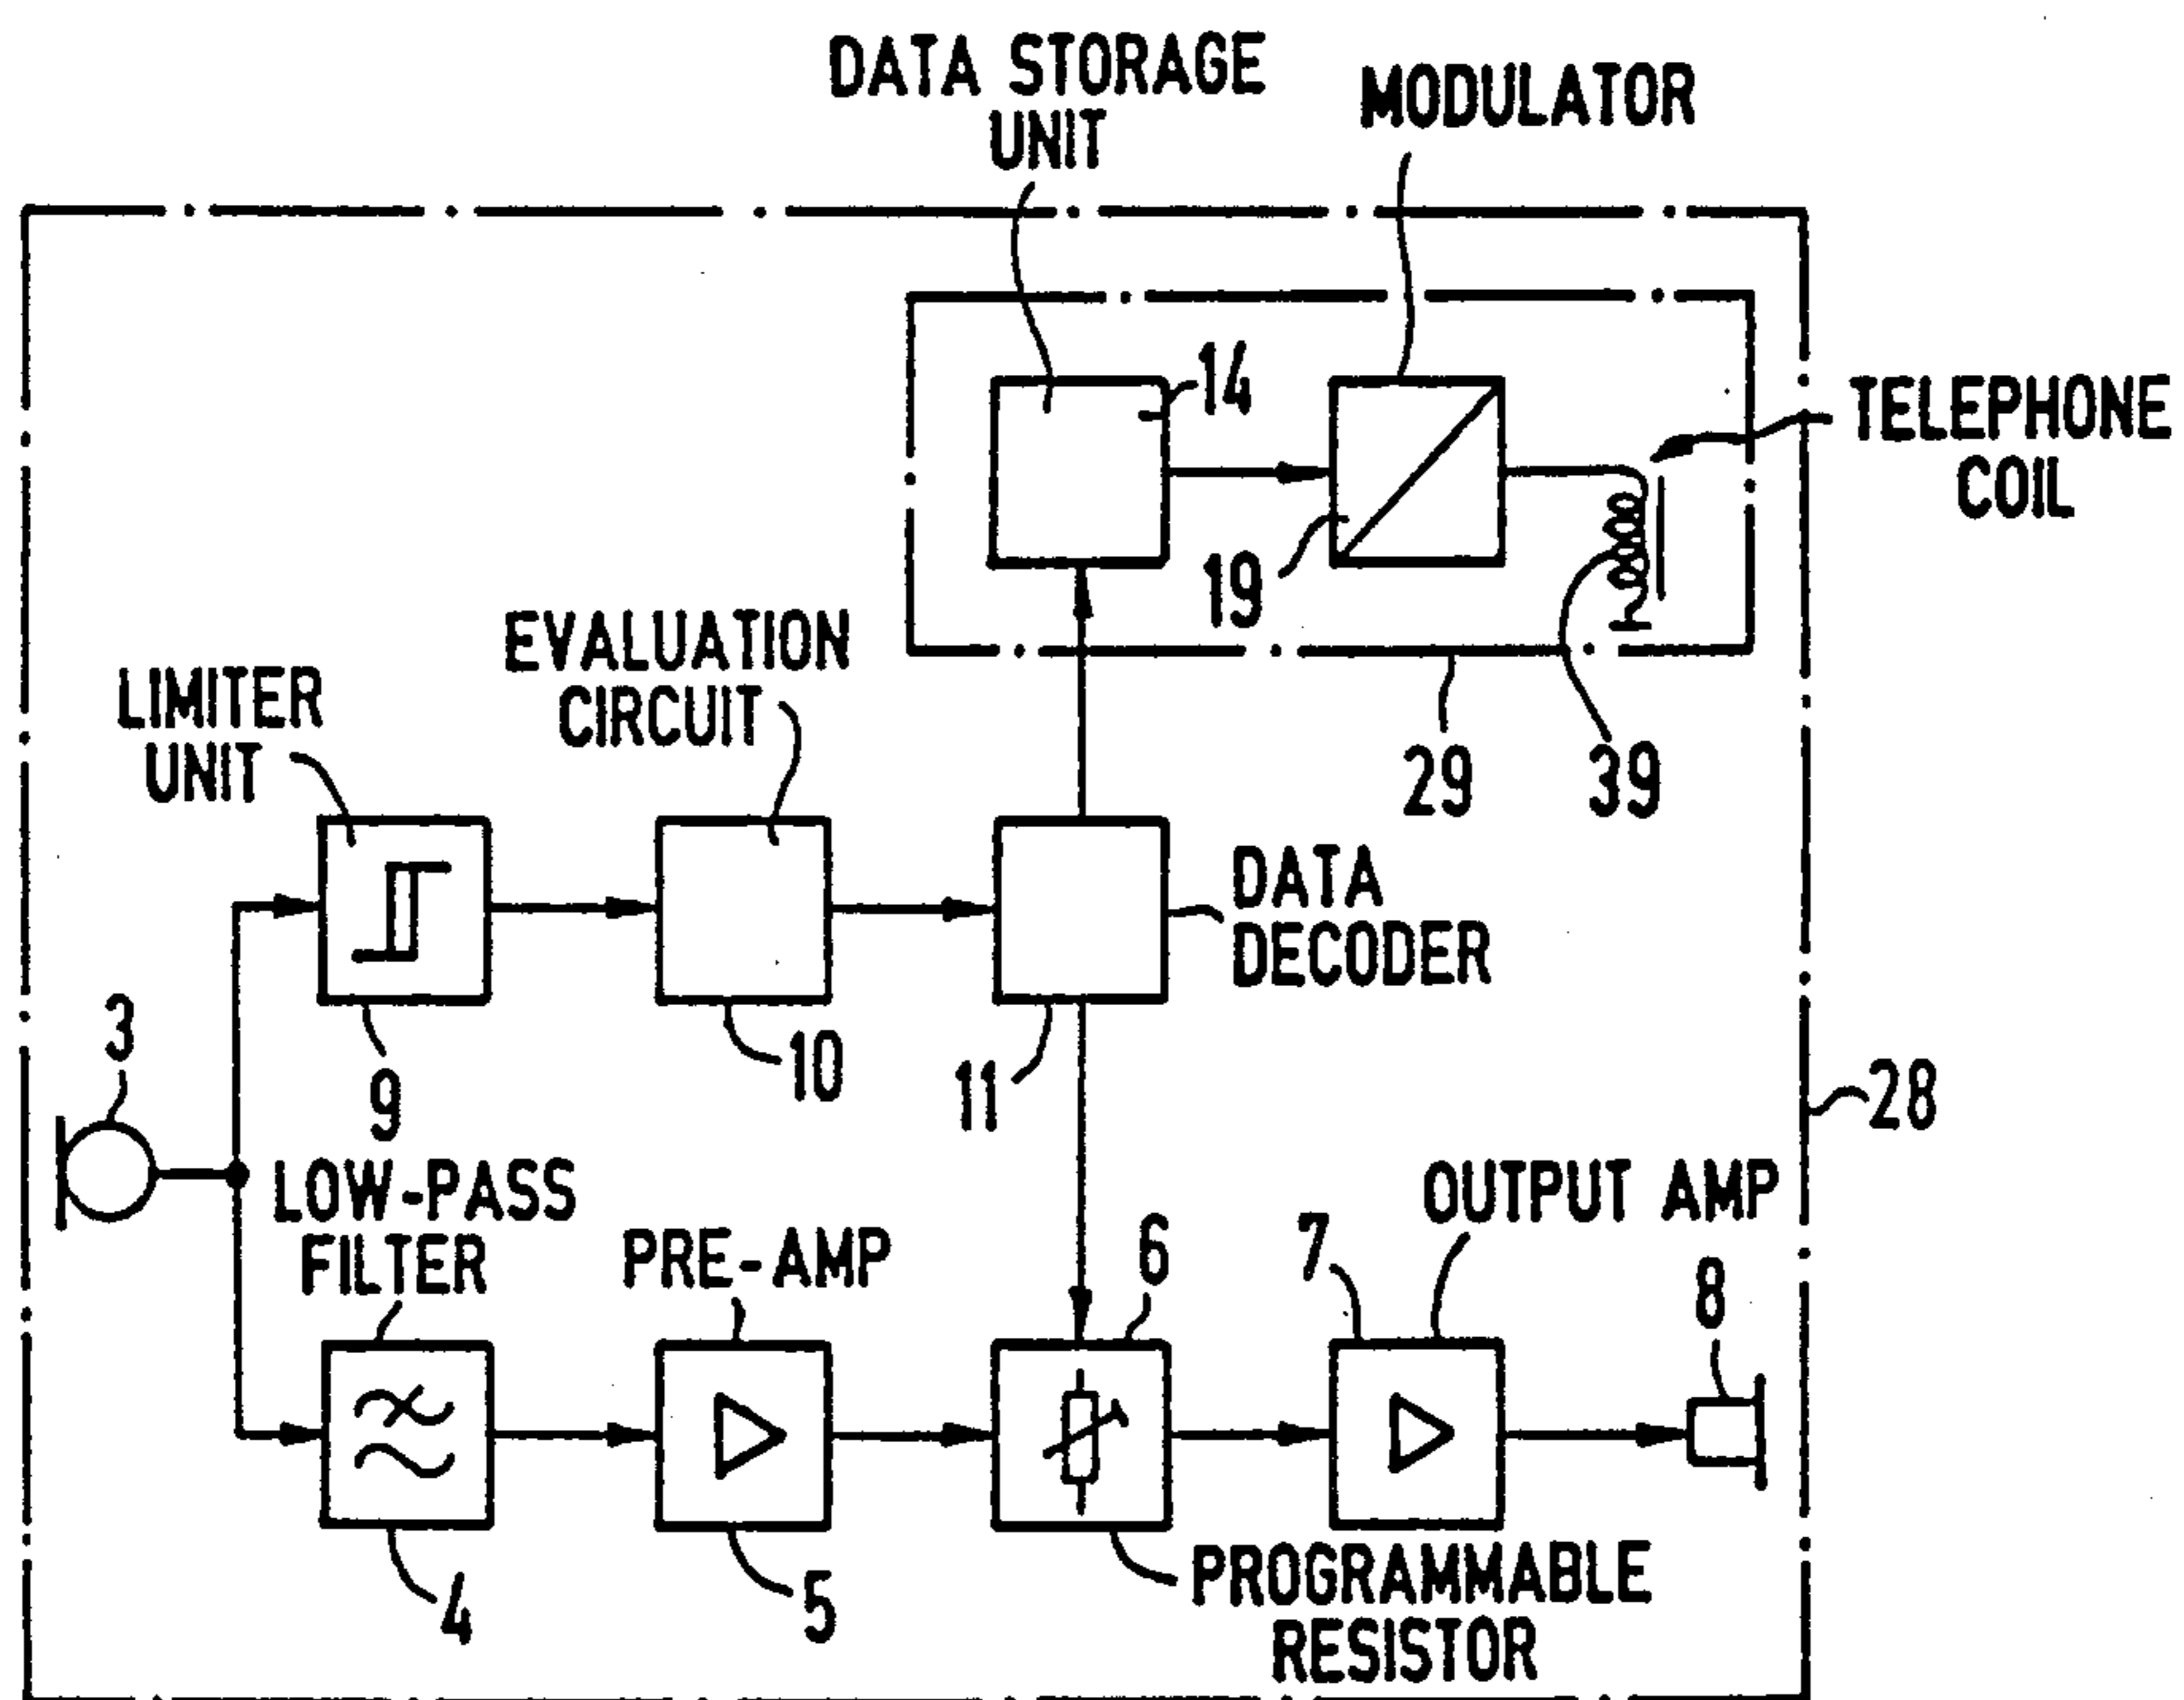 DATA STORAGE
UNIT
MODULATOR
14
TELEPHONE
COIL
19
EVALUATION
CIRCUIT
LIMITER
UNIT
29
39
DATA
DECODER
3
9
10
11
28
LOW-PASS
FILTER
PRE-AMP
6
7
OUTPUT AMP
8
4
5
PROGRAMMABLE
RESISTOR